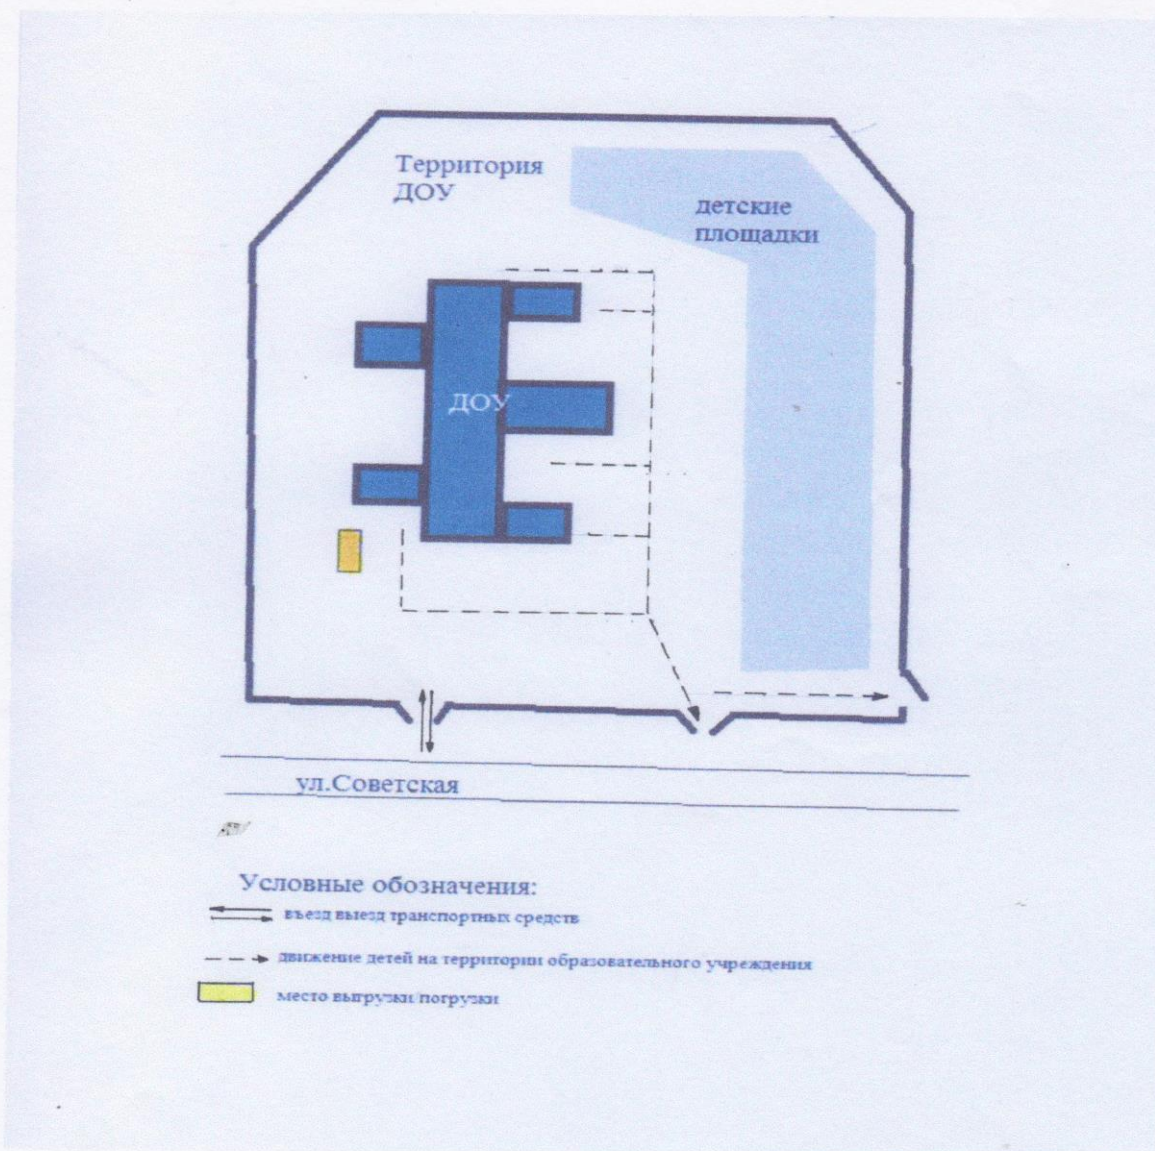 Территория
ДОУ
детские
площадки
ДОУ
ул.Советская
Условные обозначения:
въезд выезд транспортных средств
движение детей на территории образовательного учреждения
место выгрузки/погрузки